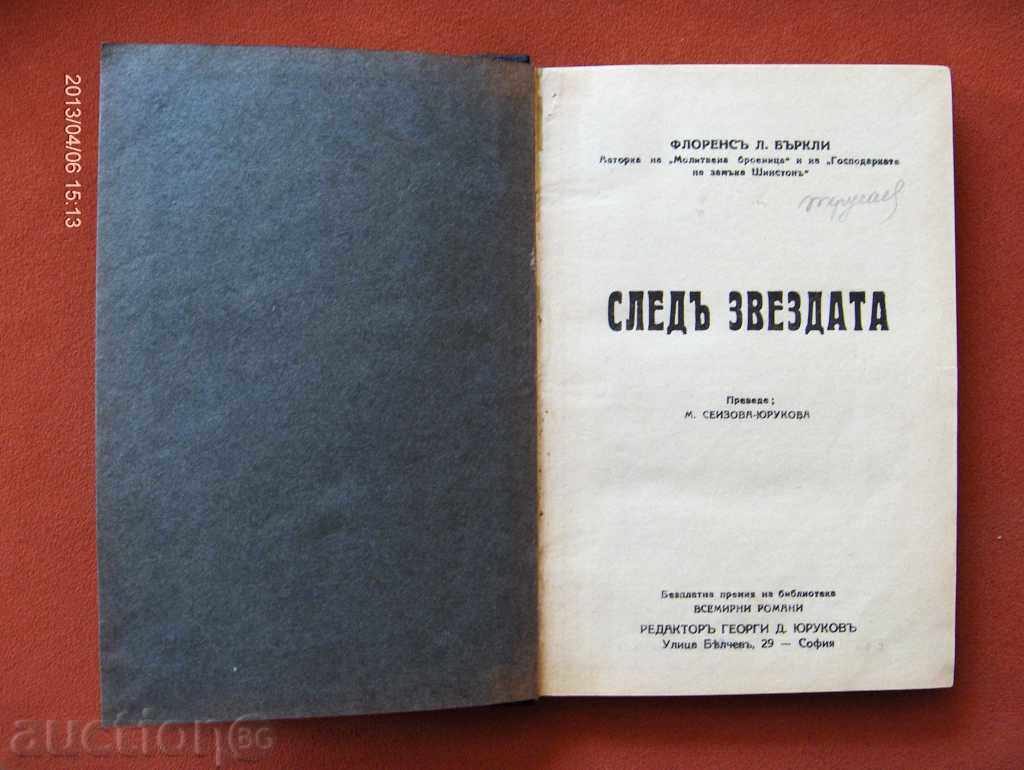 2013/04/06 15:13
ФЛОРЕНСЪ Л. БЪРКЛИ
Авторка на „Молитвена броеница" и на „Господарката
на замъка Шинстонъ"
СЛЕДЪ ЗВЕЗДАТА
Преведе;
М. СЕИЗОВА-ЮРУКОВА
Безплатна премия на библиотека
ВСЕМИРНИ РОМАНИ
РЕДАКТОРЪ ГЕОРГИ Д. ЮРУКОВЪ
Улица Бѣлчевъ, 29 — София
auction BG